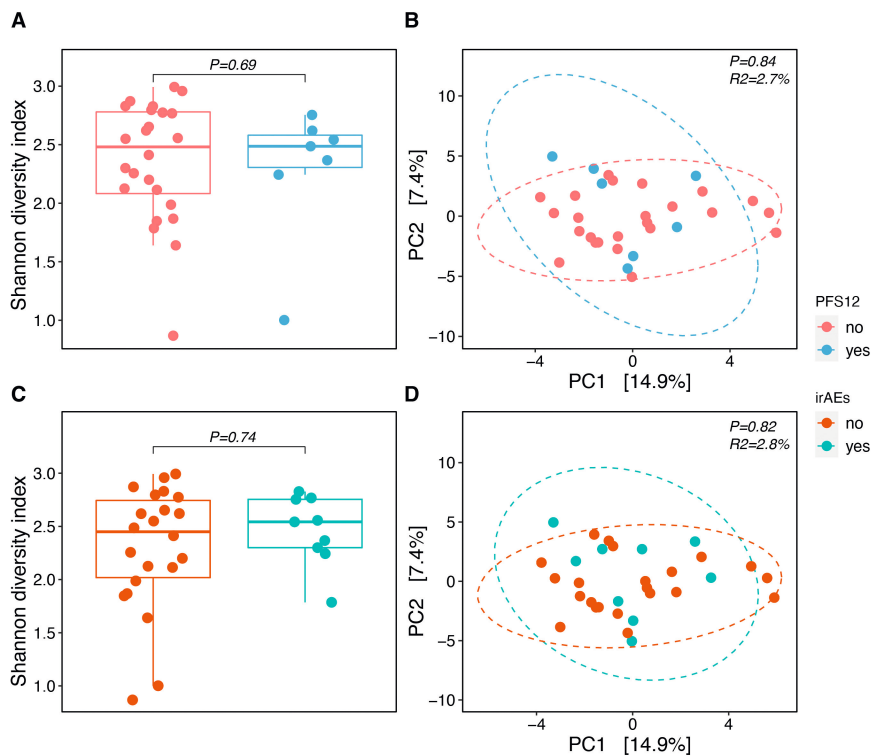 A
Shannon diversity index
3.0
2.5
2.0
1.5
1.0
P=0.69
B
PC2 [7.4%]
10
5
0
−5
−10
P=0.84
R2=2.7%
−4
0
4
PC1 [14.9%]
PFS12
no
yes
C
Shannon diversity index
3.0
2.5
2.0
1.5
1.0
P=0.74
D
PC2 [7.4%]
10
5
0
−5
−10
P=0.82
R2=2.8%
−4
0
4
PC1 [14.9%]
irAEs
no
yes